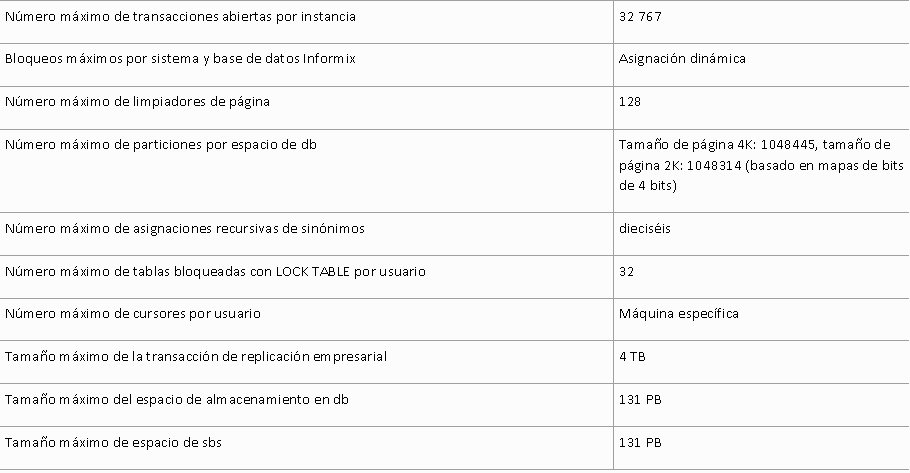 Número máximo de transacciones abiertas por instancia
32 767
Bloqueos máximos por sistema y base de datos Informix
Asignación dinámica
Número máximo de limpiadores de página
128
Número máximo de particiones por espacio de db
Tamaño de página 4K: 1048445, tamaño de
página 2K: 1048314 (basado en mapas de bits
de 4 bits)
Número máximo de asignaciones recursivas de sinónimos
dieciséis
Número máximo de tablas bloqueadas con LOCK TABLE por usuario
32
Número máximo de cursores por usuario
Máquina específica
Tamaño máximo de la transacción de replicación empresarial
4 TB
Tamaño máximo del espacio de almacenamiento en db
131 PB
Tamaño máximo de espacio de sbs
131 PB